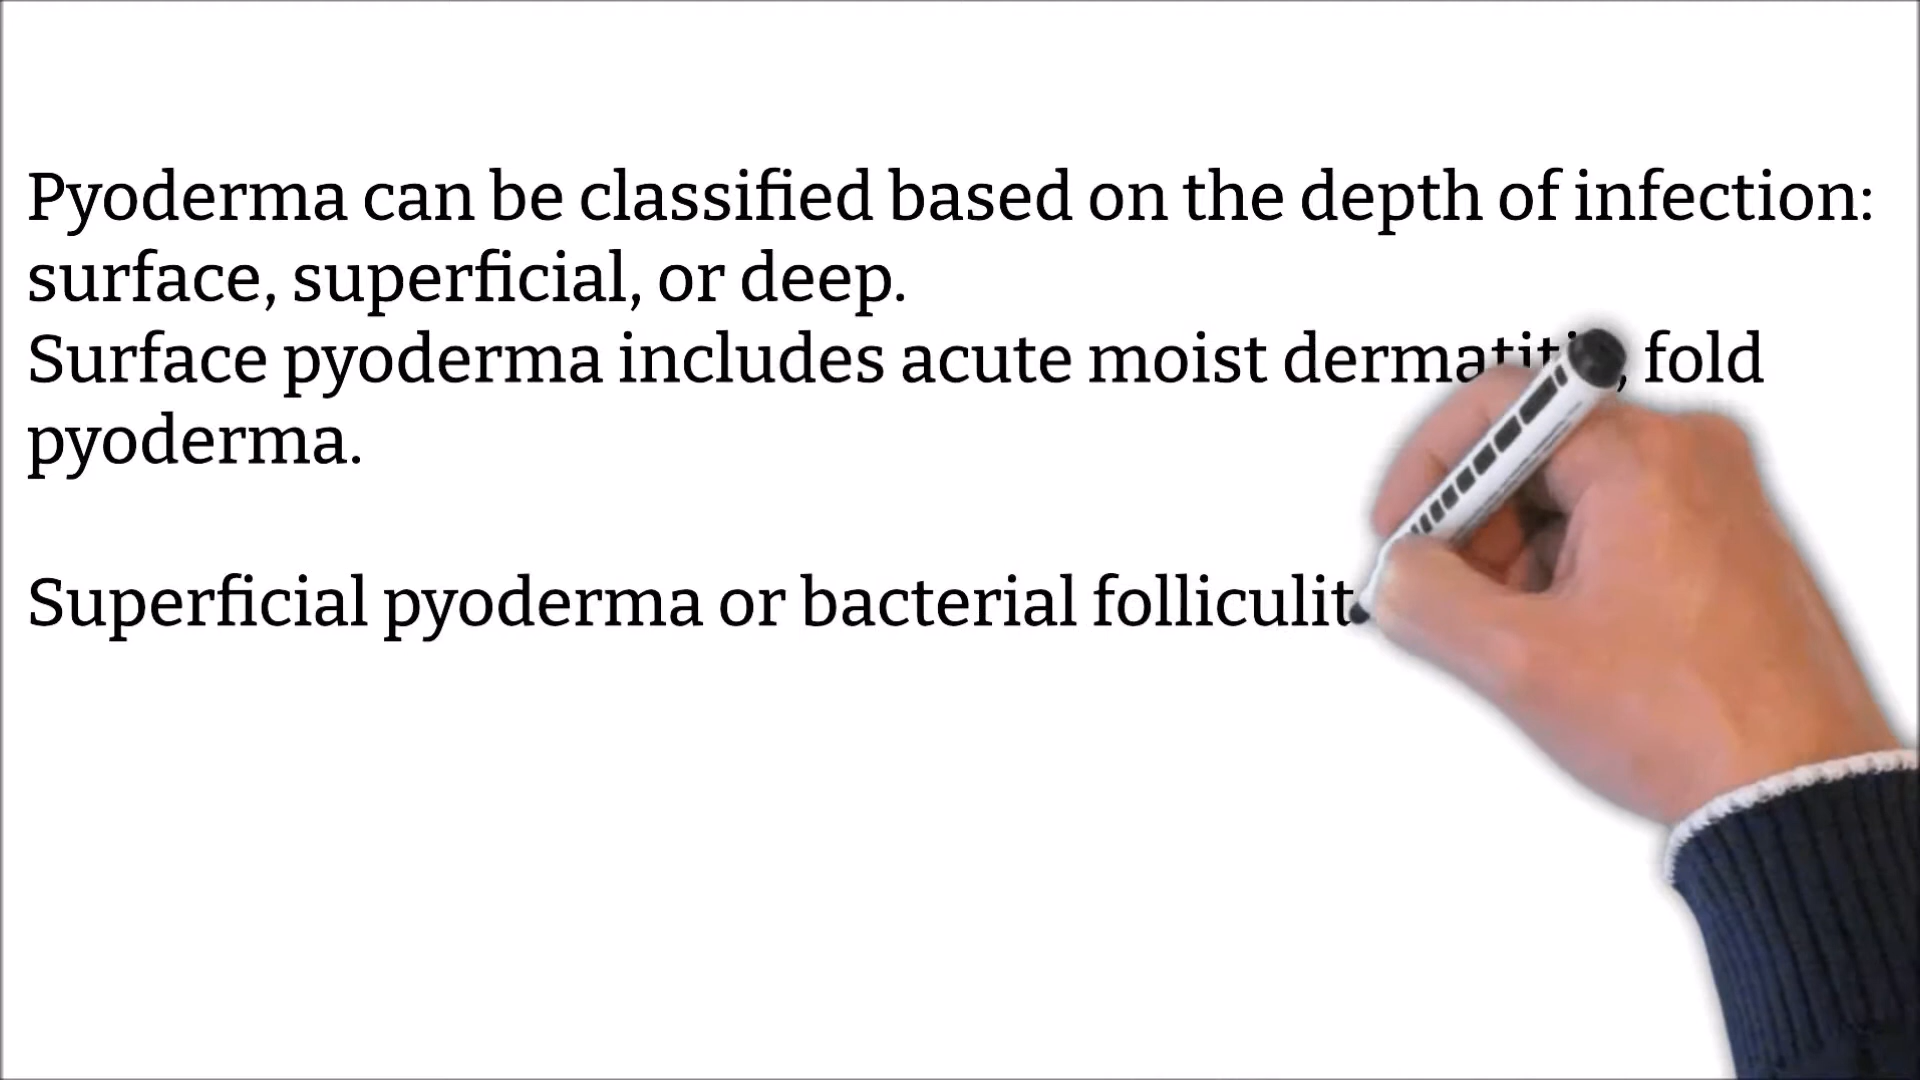 Pyoderma can be classified based on the depth of infection:
surface, superficial, or deep.
Surface pyoderma includes acute moist dermatitis, fold
pyoderma.
Superficial pyoderma or bacterial folliculit